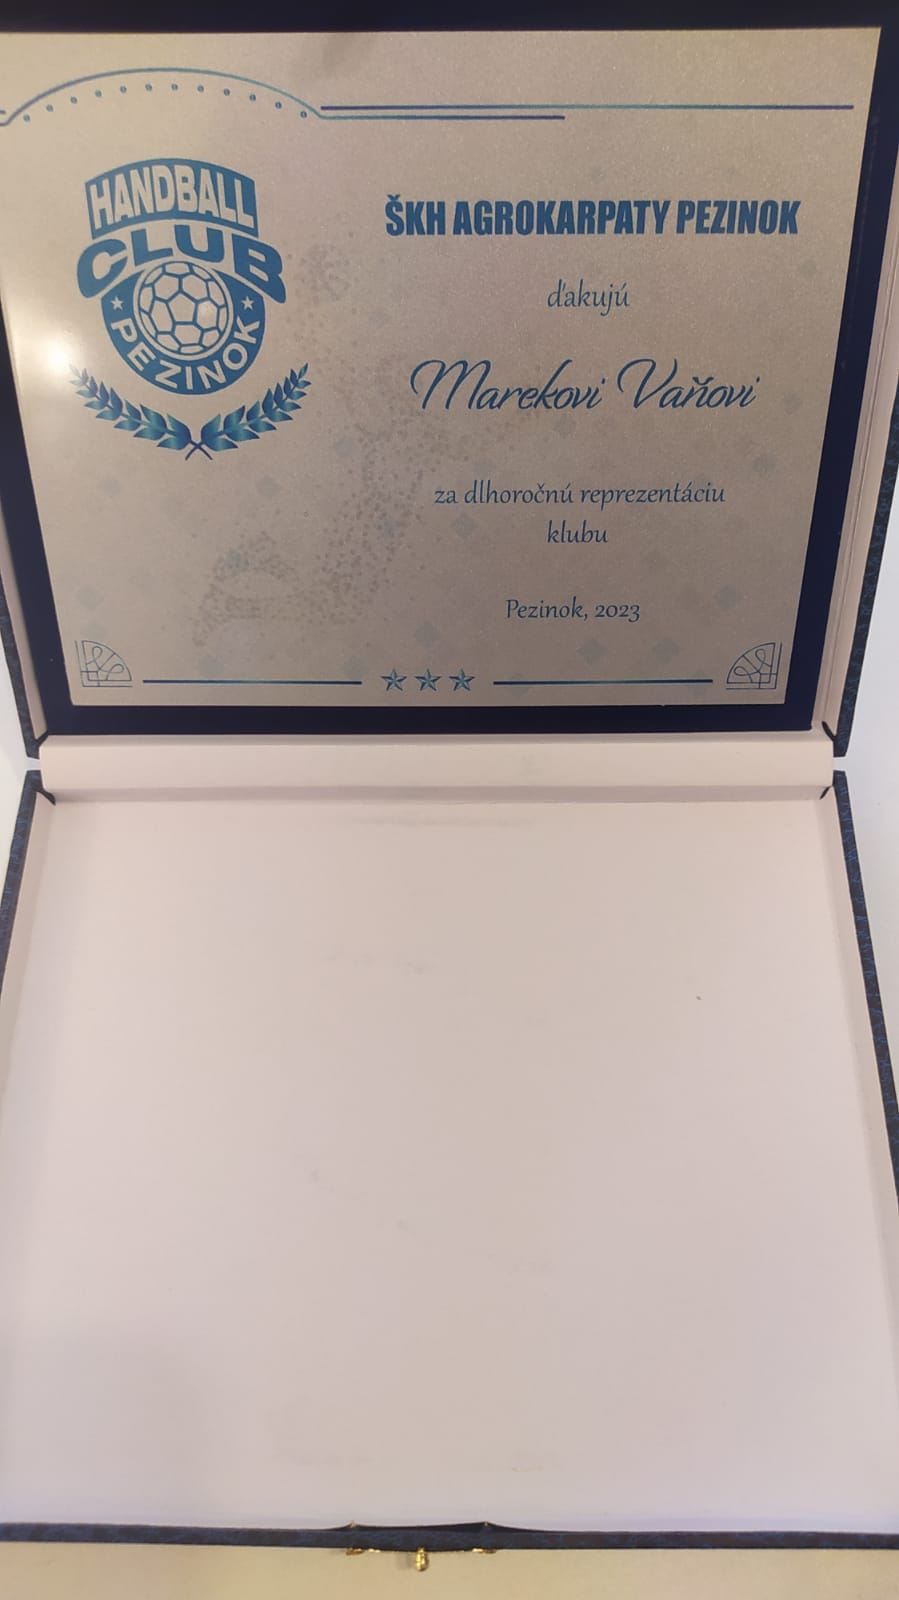 HANDBALL
CLUB
PEZINOK
ŠKH AGROKARPATY PEZINOK
ďakujú
Marekovi Vaňovi
za dlhoročnú reprezentáciu
klubu
Pezinok, 2023